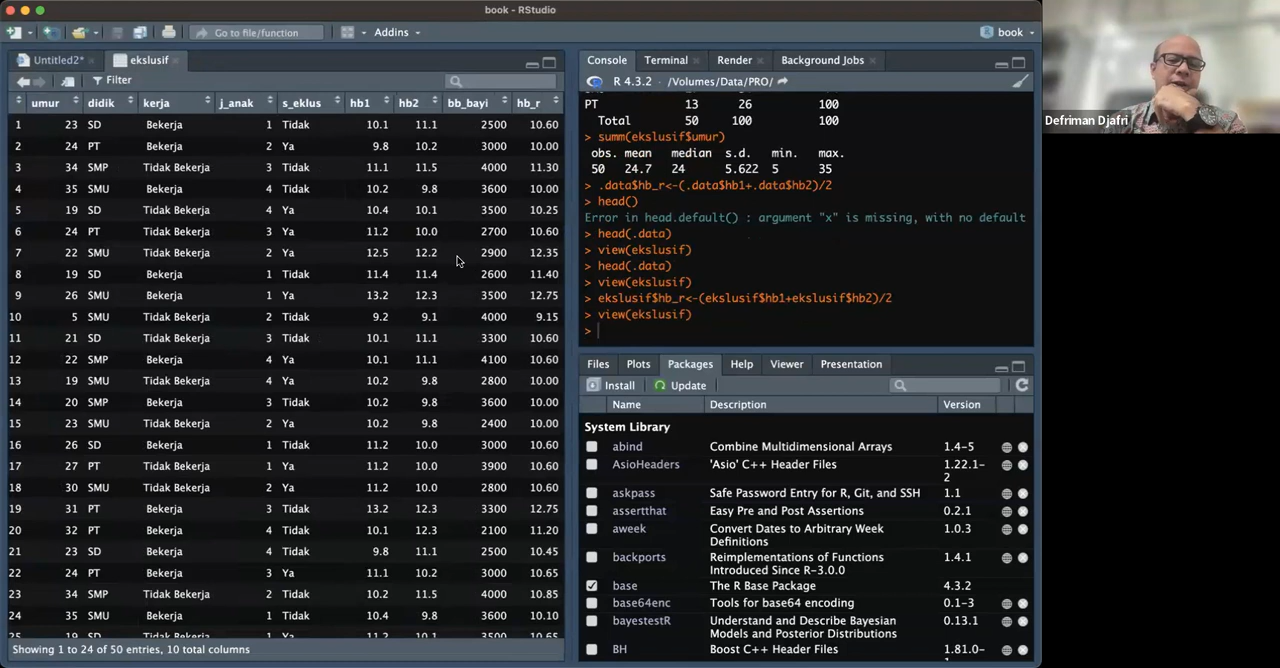 book - RStudio
Go to file/function
Addins
book
Untitled2*
ekslusif
Filter
umur didik kerja j_anak s_eklus hb1 hb2 bb_bayi hb_r
1 23 SD Bekerja 1 Tidak 10.1 11.1 2500 10.60
2 24 PT Bekerja 2 Ya 9.8 10.2 3000 10.00
3 34 SMP Tidak Bekerja 3 Tidak 11.1 11.5 4000 11.30
4 35 SMU Bekerja 4 Tidak 10.2 9.8 3600 10.00
5 19 SD Tidak Bekerja 4 Ya 10.4 10.1 3500 10.25
6 24 PT Tidak Bekerja 3 Ya 11.2 10.0 2700 10.60
7 22 SMU Tidak Bekerja 2 Ya 12.5 12.2 2900 12.35
8 19 SD Bekerja 1 Tidak 11.4 11.4 2600 11.40
9 26 SMU Bekerja 1 Ya 13.2 12.3 3500 12.75
10 5 SMU Tidak Bekerja 2 Tidak 9.2 9.1 4000 9.15
11 21 SD Tidak Bekerja 3 Tidak 10.1 11.1 3300 10.60
12 22 SMP Bekerja 4 Ya 10.1 11.1 4100 10.60
13 19 SMU Tidak Bekerja 4 Ya 10.2 9.8 2800 10.00
14 20 SMP Bekerja 3 Tidak 10.2 9.8 3600 10.00
15 23 SMU Tidak Bekerja 2 Ya 10.2 9.8 2400 10.00
16 26 SD Bekerja 1 Tidak 11.2 10.0 3000 10.60
17 27 PT Tidak Bekerja 1 Ya 11.2 10.0 3900 10.60
18 30 SMU Tidak Bekerja 2 Ya 11.2 10.0 2800 10.60
19 31 PT Bekerja 3 Tidak 13.2 12.3 3300 12.75
20 32 PT Tidak Bekerja 4 Tidak 10.1 12.3 2100 11.20
21 23 SD Bekerja 4 Tidak 9.8 11.1 2500 10.45
22 24 PT Bekerja 3 Ya 11.1 10.2 3000 10.65
23 34 SMP Tidak Bekerja 2 Tidak 10.2 11.5 4000 10.85
24 35 SMU Bekerja 1 Tidak 10.4 9.8 3600 10.10
25 19 SD Tidak Bekerja 1 Ya 11.2 10.1 3500 10.65
Showing 1 to 24 of 50 entries, 10 total columns
Console Terminal Render Background Jobs
R 4.3.2 · /Volumes/Data/PRO/
PT 13 26 100
Total 50 100 100
> summ(ekslusif$umur)
obs. mean median s.d. min. max.
50 24.7 24 5.622 5 35
> .data$hb_r<-(.data$hb1+.data$hb2)/2
> head()
Error in head.default() : argument "x" is missing, with no default
> head(.data)
> view(ekslusif)
> head(.data)
> view(ekslusif)
> ekslusif$hb_r<-(ekslusif$hb1+ekslusif$hb2)/2
> view(ekslusif)
>
Files Plots Packages Help Viewer Presentation
Install Update
Name Description Version
System Library
abind Combine Multidimensional Arrays 1.4-5
AsioHeaders 'Asio' C++ Header Files 1.22.1-
2
askpass Safe Password Entry for R, Git, and SSH 1.1
assertthat Easy Pre and Post Assertions 0.2.1
aweek Convert Dates to Arbitrary Week 1.0.3
Definitions
backports Reimplementations of Functions 1.4.1
Introduced Since R-3.0.0
base The R Base Package 4.3.2
base64enc Tools for base64 encoding 0.1-3
bayestestR Understand and Describe Bayesian 0.13.1
Models and Posterior Distributions
BH Boost C++ Header Files 1.81.0-
Defriman Djafri